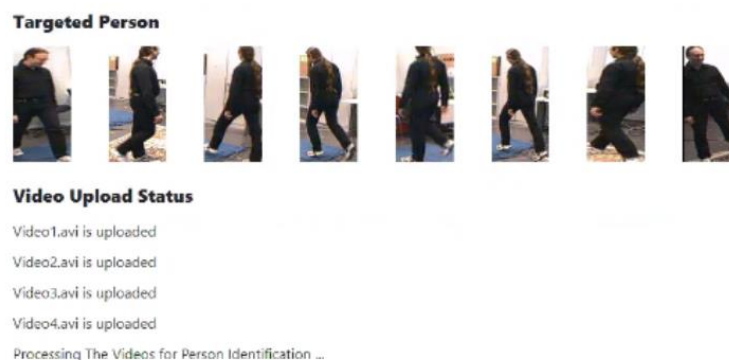 Targeted Person
Video Upload Status
Video1.avi is uploaded
Video2.avi is uploaded
Video3.avi is uploaded
Video4.avi is uploaded
Processing The Videos for Person Identification ...